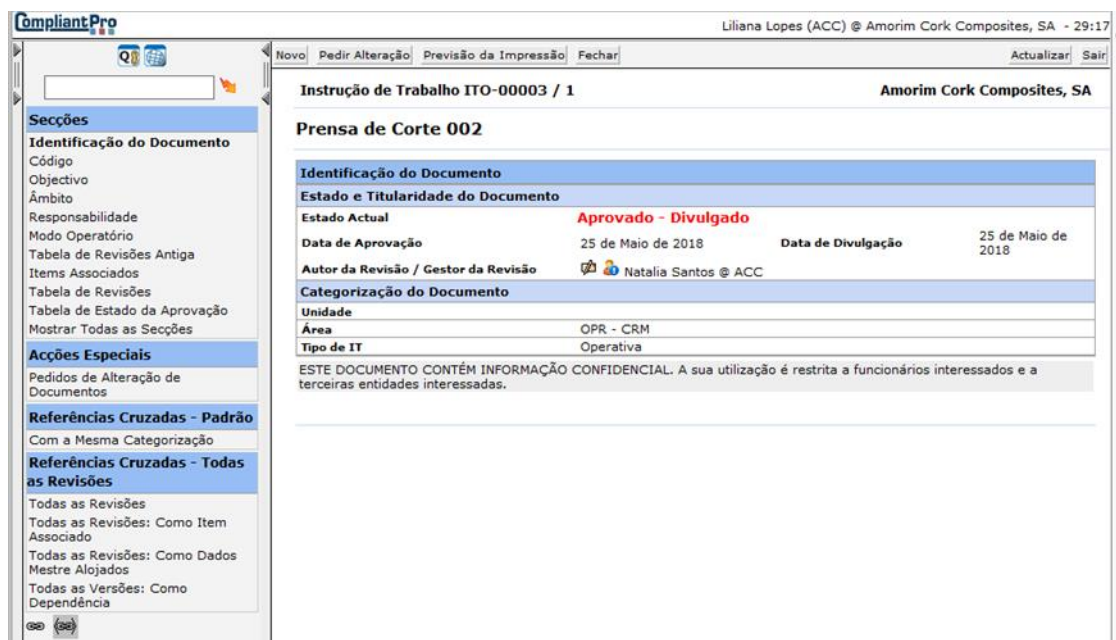 CompliantPro
Liliana Lopes (ACC) @ Amorim Cork Composites, SA - 29:17
Novo Pedir Alteração Previsão da Impressão Fechar Actualizar Sair
Secções
Identificação do Documento
Código
Objectivo
Âmbito
Responsabilidade
Modo Operatório
Tabela de Revisões Antiga
Items Associados
Tabela de Revisões
Tabela de Estado da Aprovação
Mostrar Todas as Secções
Acções Especiais
Pedidos de Alteração de
Documentos
Referências Cruzadas - Padrão
Com a Mesma Categorização
Referências Cruzadas - Todas
as Revisões
Todas as Revisões
Todas as Revisões: Como Item
Associado
Todas as Revisões: Como Dados
Mestre Alojados
Todas as Versões: Como
Dependência
Instrução de Trabalho ITO-00003 / 1 Amorim Cork Composites, SA
Prensa de Corte 002
Identificação do Documento
Estado e Titularidade do Documento
Estado Actual Aprovado - Divulgado
Data de Aprovação 25 de Maio de 2018 Data de Divulgação 25 de Maio de
2018
Autor da Revisão / Gestor da Revisão Natalia Santos @ ACC
Categorização do Documento
Unidade
Área OPR - CRM
Tipo de IT Operativa
ESTE DOCUMENTO CONTÉM INFORMAÇÃO CONFIDENCIAL. A sua utilização é restrita a funcionários interessados e a
terceiras entidades interessadas.